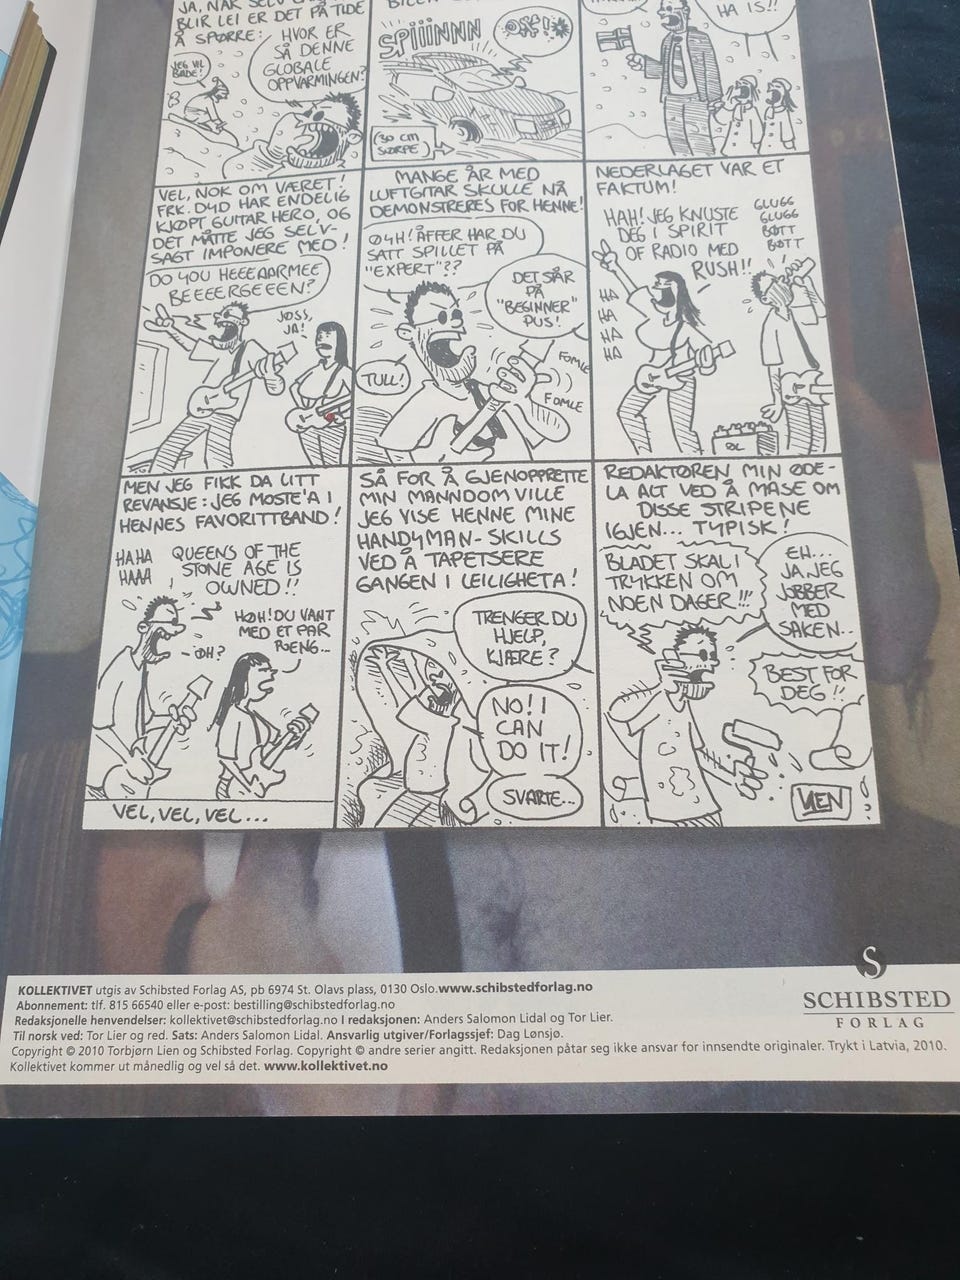 JA, NÅR SELV
BLIR LEI ER DET PÅ TIDE
Å SPØRRE:
HVOR ER
SÅ DENNE
GLOBALE
OPPVARMINGEN?
JEG VIL
BADE!
BILEN
SPIIINNN
(30 CM
SØRPE)
HA IS!!
VEL, NOK OM VÆRET!
FRK. DYD HAR ENDELIG
KJØPT GUITAR HERO, OG
DET MÅTTE JEG SELV-
SAGT IMPONERE MED!
DO YOU HEEEAARMEE
BEEEERGEEEEN?
JØSS,
JA!
MANGE ÅR MED
LUFTGITAR SKULLE NÅ
DEMONSTRERES FOR HENNE!
ØYH! ÅFFER HAR DU
SATT SPILLET PÅ
"EXPERT"??
DET SÅR
PÅ
"BEGINNER"
PUS!
TULL!
FOMLE
FOMLE
NEDERLAGET VAR ET
FAKTUM!
HAH! JEG KNUSTE
DEG I SPIRIT
OF RADIO MED
RUSH!!
GLUGG
GLUGG
BØTT
BØTT
HA
HA
HA
HA
ØL
MEN JEG FIKK DA LITT
REVANSJE: JEG MOSTE'A I
HENNES FAVORITTBAND!
HA HA
HAAA
QUEENS OF THE
STONE AGE IS
OWNED!!
ØH?
HØH! DU VANT
MED ET PAR
POENG...
VEL, VEL, VEL...
SÅ FOR Å GJENOPPRETTE
MIN MANNDOM VILLE
JEG VISE HENNE MINE
HANDYMAN-SKILLS
VED Å TAPETSERE
GANGEN I LEILIGHETA!
TRENGER DU
HJELP,
KJÆRE?
NO! I
CAN
DO IT!
SVARTE...
REDAKTØREN MIN ØDE-
LA ALT VED Å MASE OM
DISSE STRIPENE
IGJEN... TYPISK!
BLADET SKAL I
TRYKKEN OM
NOEN DAGER!!!
EH...
JA, JEG
JOBBER
MED
SAKEN..
BEST FOR
DEG!!
LIEN
S
SCHIBSTED
FORLAG
KOLLEKTIVET utgis av Schibsted Forlag AS, pb 6974 St. Olavs plass, 0130 Oslo.www.schibstedforlag.no
Abonnement: tlf. 815 66540 eller e-post: bestilling@schibstedforlag.no
Redaksjonelle henvendelser: kollektivet@schibstedforlag.no I redaksjonen: Anders Salomon Lidal og Tor Lier.
Til norsk ved: Tor Lier og red. Sats: Anders Salomon Lidal. Ansvarlig utgiver/Forlagssjef: Dag Lønsjø.
Copyright © 2010 Torbjørn Lien og Schibsted Forlag. Copyright © andre serier angitt. Redaksjonen påtar seg ikke ansvar for innsendte originaler. Trykt i Latvia, 2010.
Kollektivet kommer ut månedlig og vel så det. www.kollektivet.no